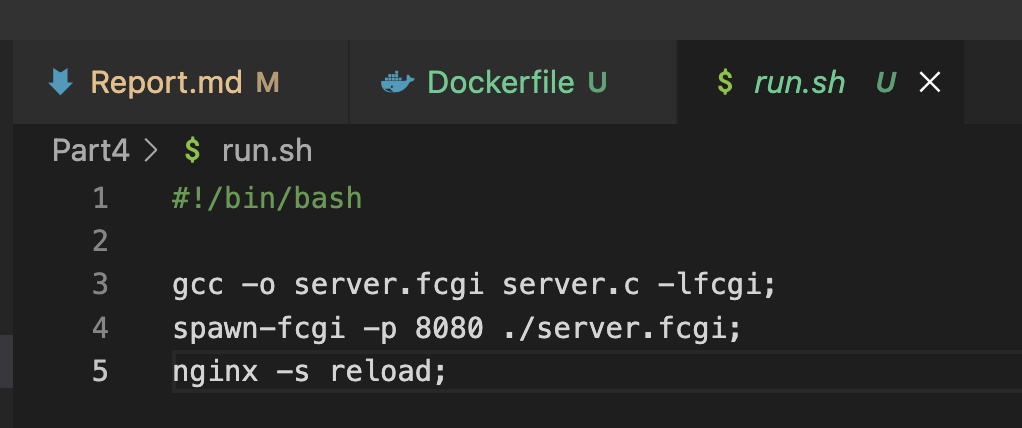 Report.md M Dockerfile U $ run.sh U
Part4 > $ run.sh
1 #!/bin/bash
2
3 gcc -o server.fcgi server.c -lfcgi;
4 spawn-fcgi -p 8080 ./server.fcgi;
5 nginx -s reload;